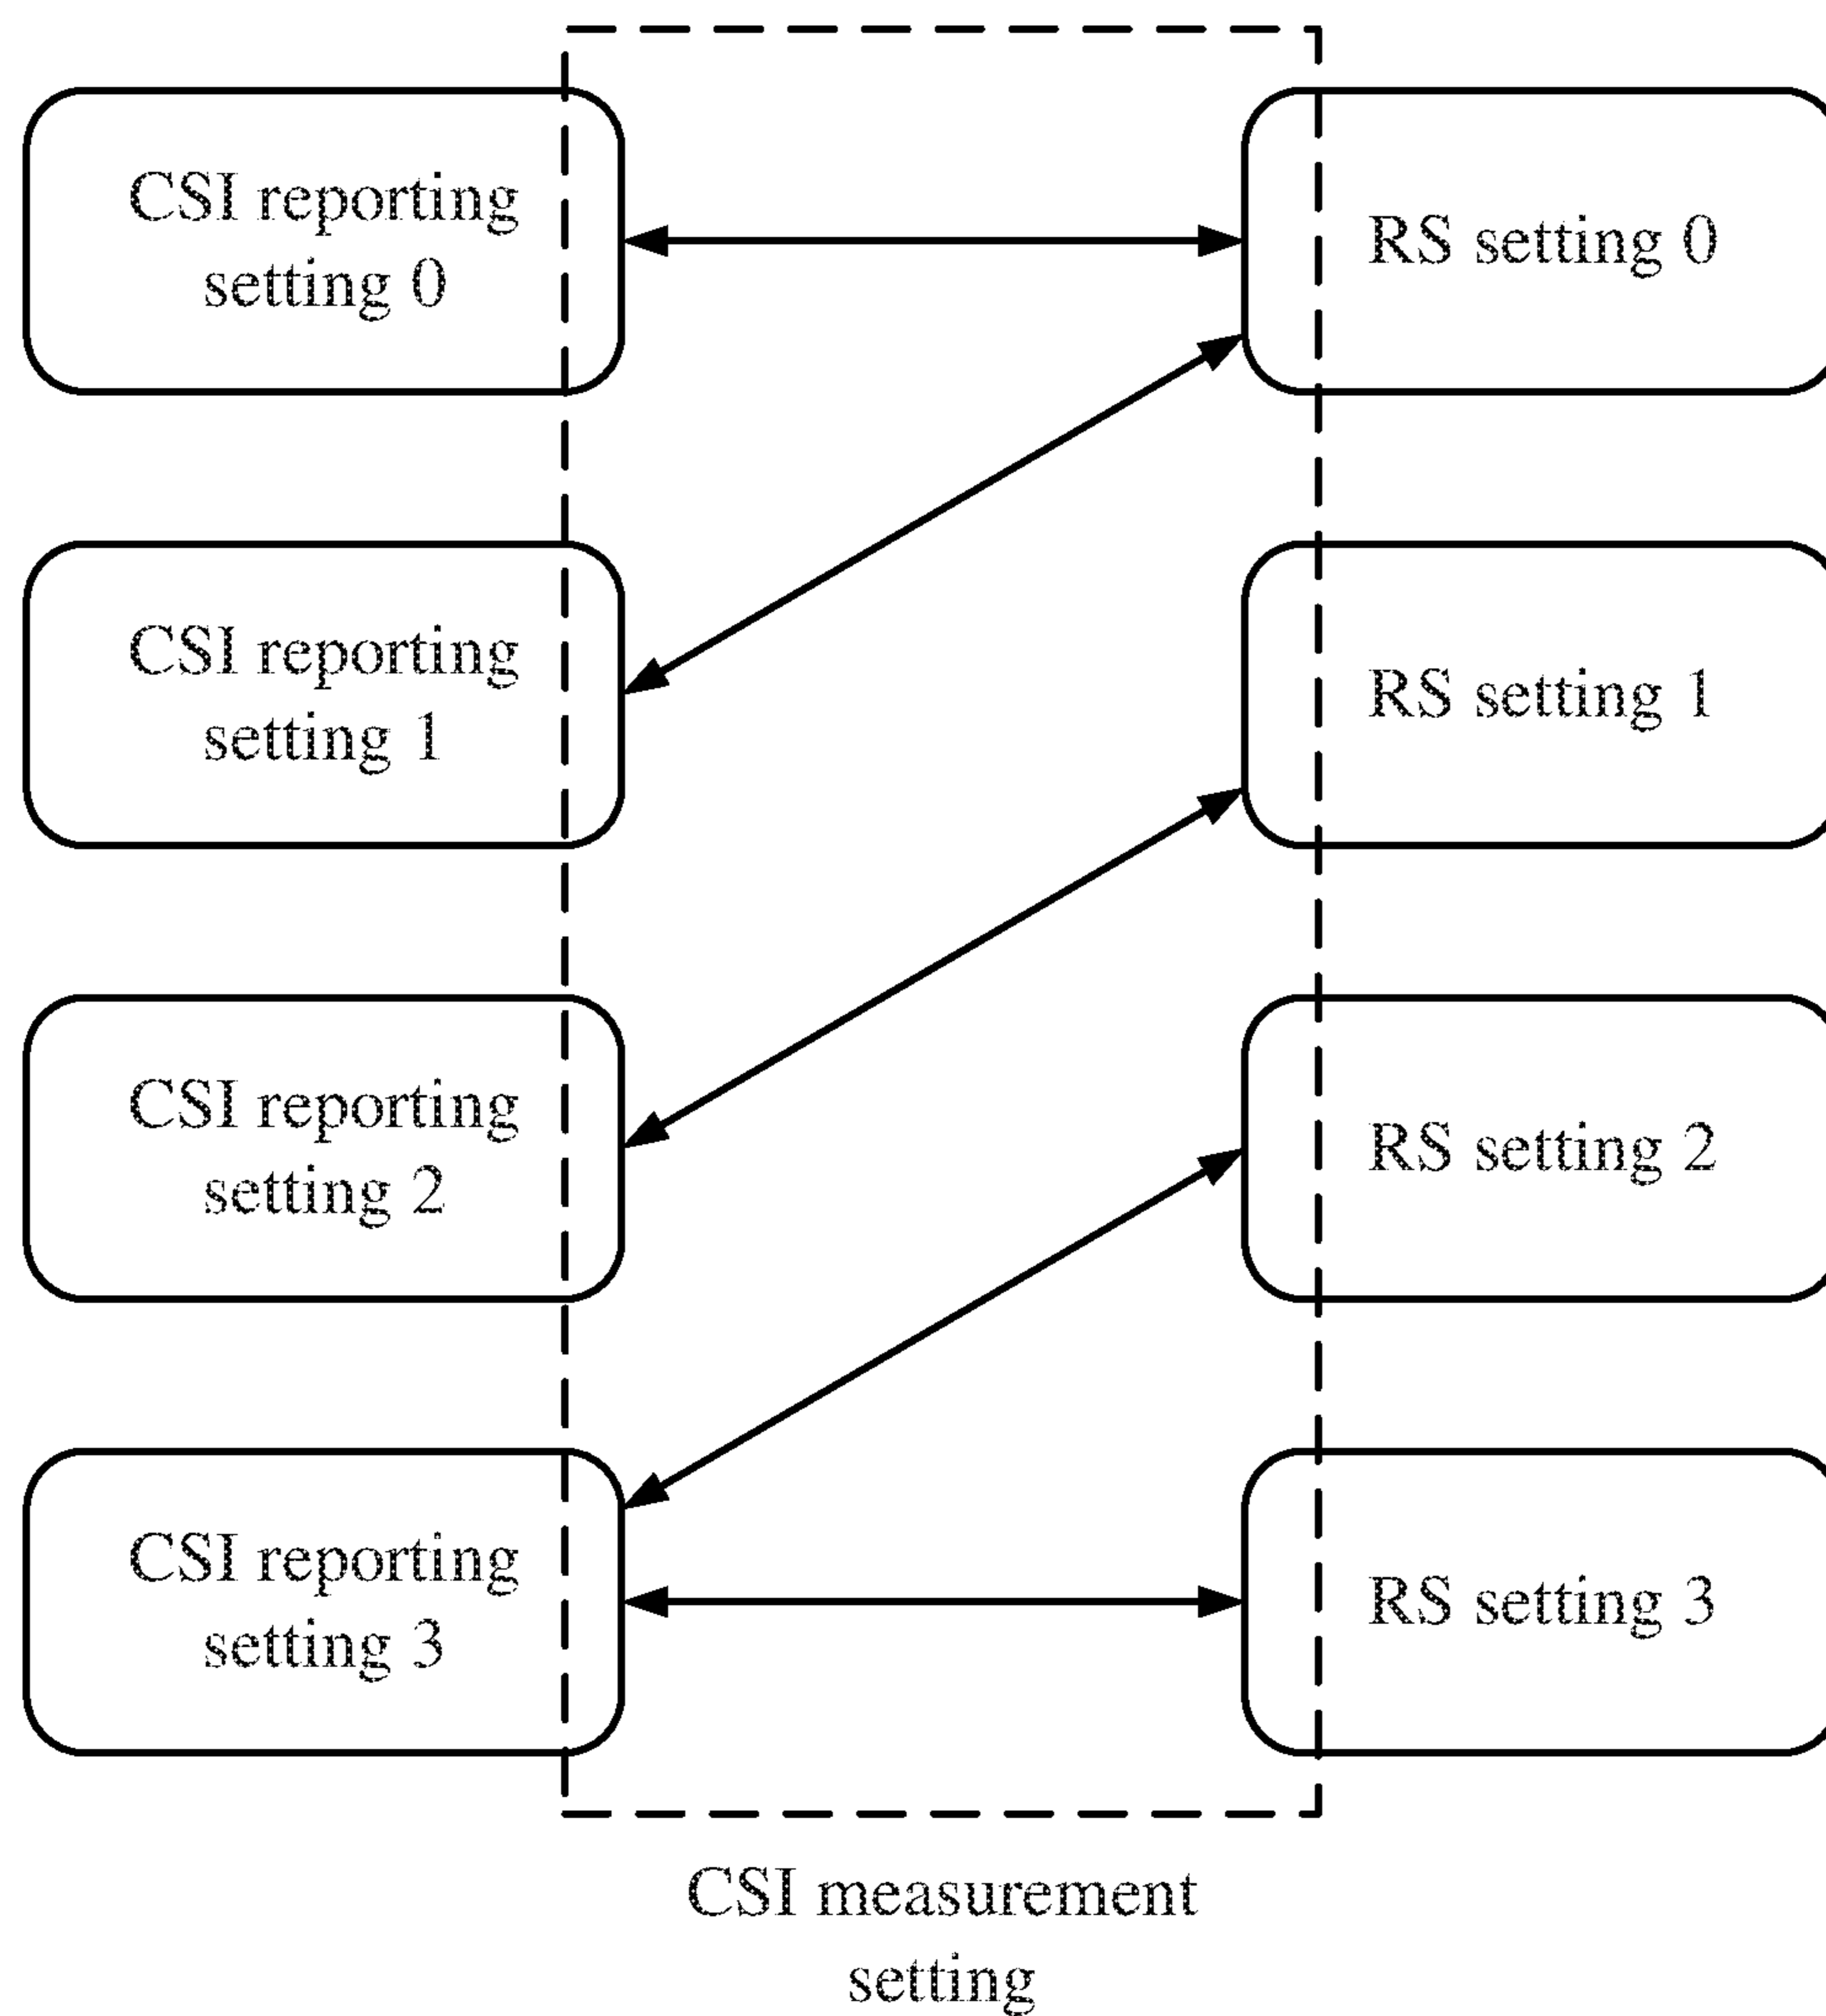 CSI reporting
setting 0
RS setting 0
CSI reporting
setting 1
RS setting 1
CSI reporting
setting 2
RS setting 2
CSI reporting
setting 3
RS setting 3
CSI measurement
setting